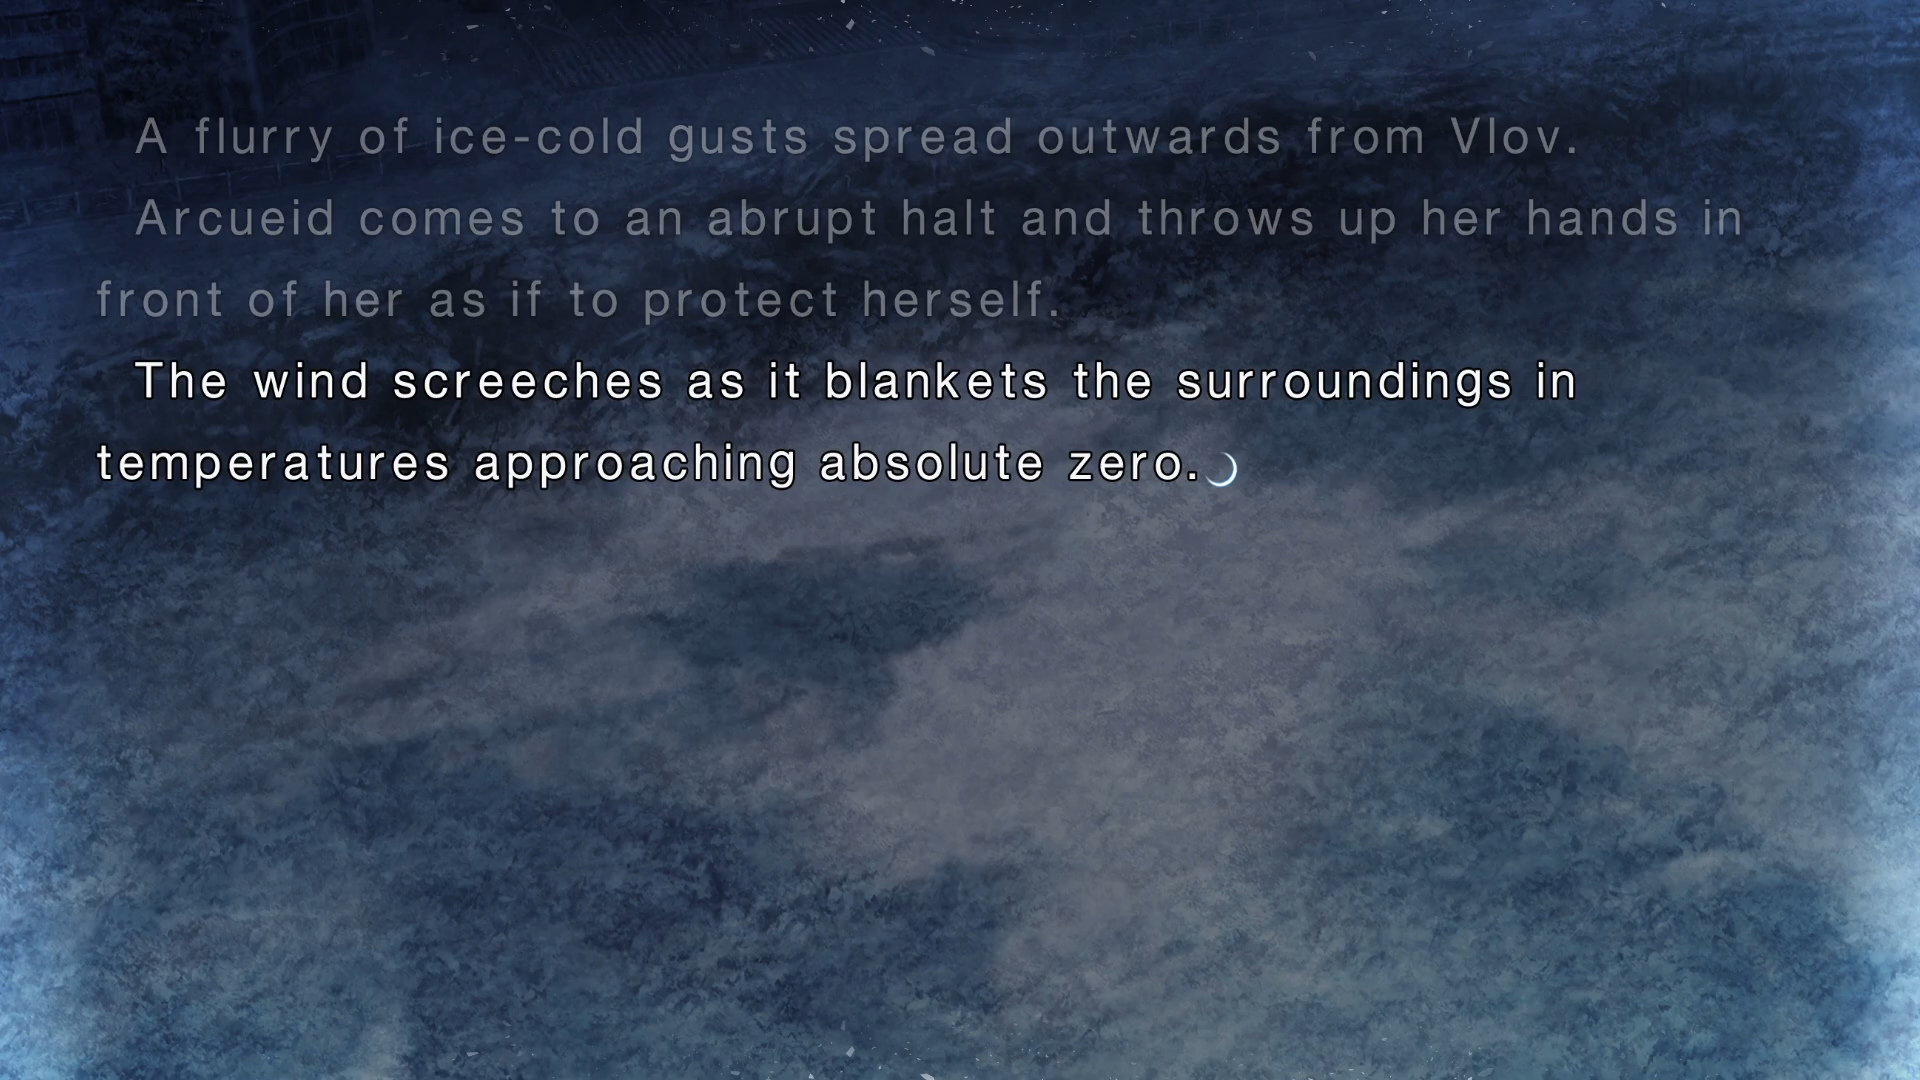 A flurry of ice-cold gusts spread outwards from Vlov.
Arcueid comes to an abrupt halt and throws up her hands in
front of her as if to protect herself.
The wind screeches as it blankets the surroundings in
temperatures approaching absolute zero.